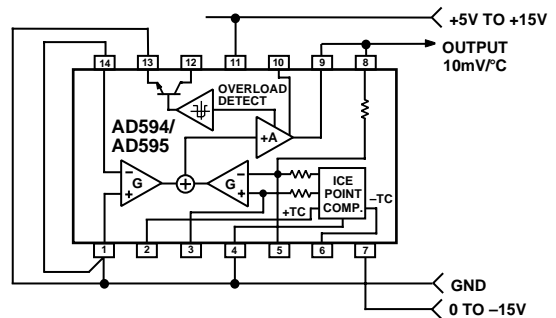 +5V TO +15V
OUTPUT
10mV/°C
14 13 12 11 10 9 8
OVERLOAD
DETECT
AD594/
AD595
+A
– G +
– G +
ICE
POINT
COMP.
+TC
–TC
1 2 3 4 5 6 7
GND
0 TO –15V